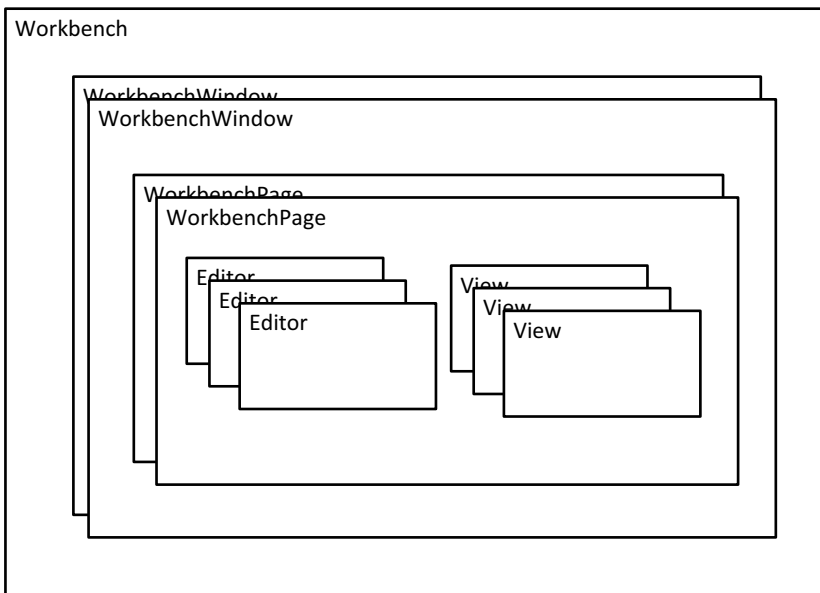 Workbench
WorkbenchWindow
WorkbenchWindow
WorkbenchPage
WorkbenchPage
Editor
Editor
Editor
View
View
View